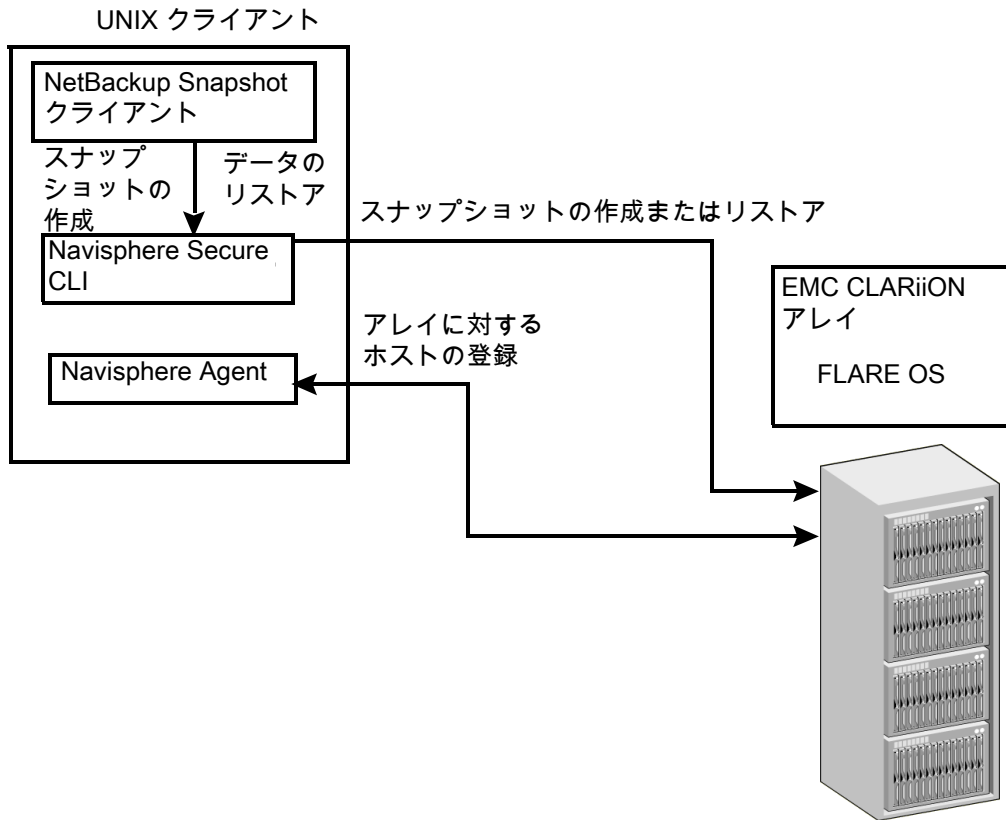 UNIX クライアント
NetBackup Snapshot
クライアント
スナップ
ショットの
作成
データの
リストア
スナップショットの作成またはリストア
Navisphere Secure
CLI
アレイに対する
ホストの登録
Navisphere Agent
EMC CLARiiON
アレイ
FLARE OS